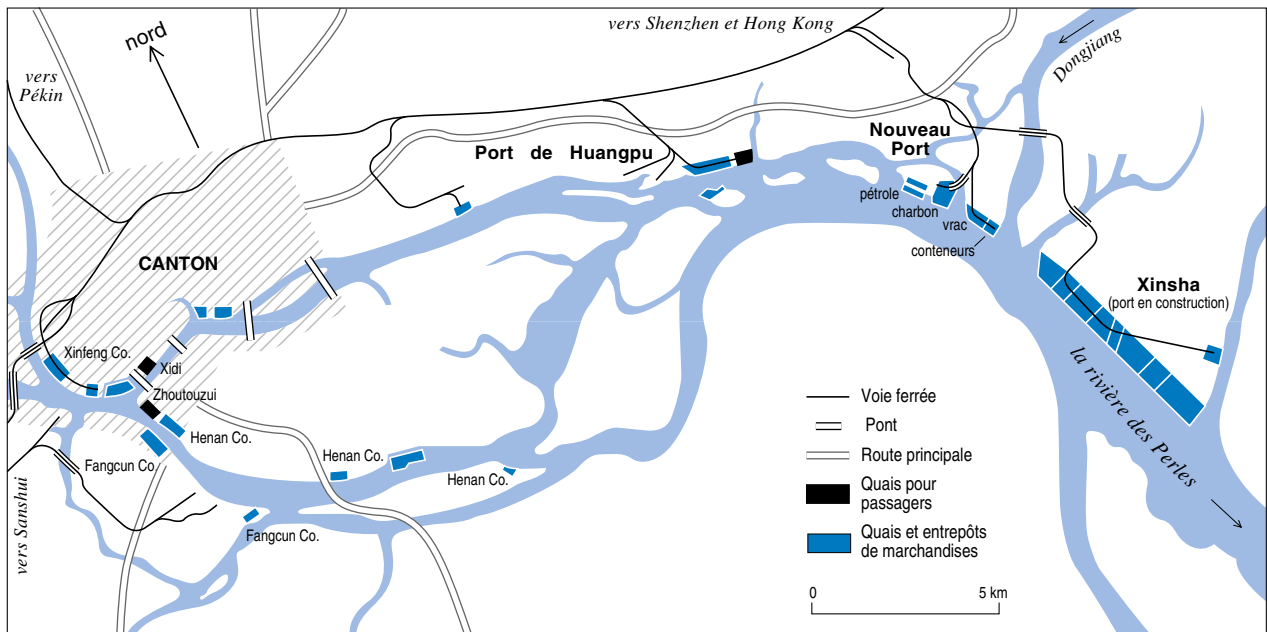 nord
vers
Pékin
vers Shenzhen et Hong Kong
Dongjiang
Port de Huangpu
Nouveau
Port
pétrole
charbon
vrac
conteneurs
Xinsha
(port en construction)
CANTON
Xinfeng Co.
Xidi
Zhoutouzui
Henan Co.
Fangcun Co.
Henan Co.
Henan Co.
Fangcun Co.
vers Sanshui
la rivière des Perles
Voie ferrée
Pont
Route principale
Quais pour
passagers
Quais et entrepôts
de marchandises
0 5 km